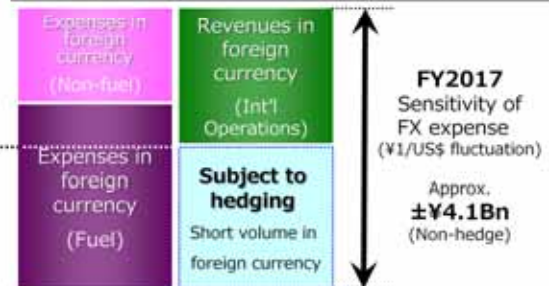 Expenses in
foreign
currency
(Non-fuel)
Expenses in
foreign
currency
(Fuel)
Revenues in
foreign
currency
(Int'l
Operations)
Subject to
hedging
Short volume in
foreign currency
FY2017
Sensitivity of
FX expense
(¥1/US$ fluctuation)
Approx.
±¥4.1Bn
(Non-hedge)